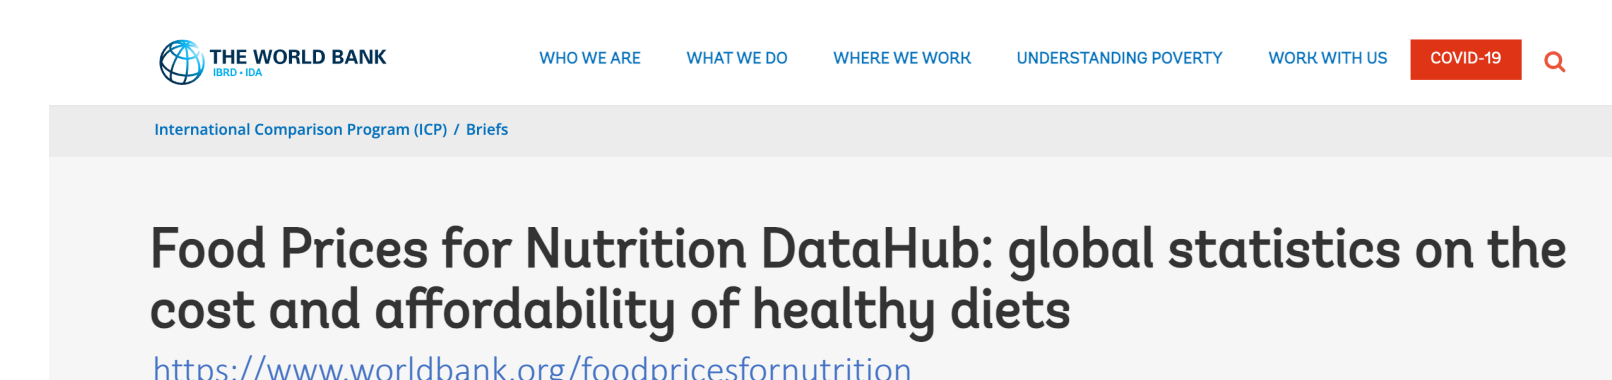 THE WORLD BANK
IBRD • IDA
WHO WE ARE WHAT WE DO WHERE WE WORK UNDERSTANDING POVERTY WORK WITH US COVID-19
International Comparison Program (ICP) / Briefs
Food Prices for Nutrition DataHub: global statistics on the
cost and affordability of healthy diets
https://www.worldbank.org/foodpricesfornutrition